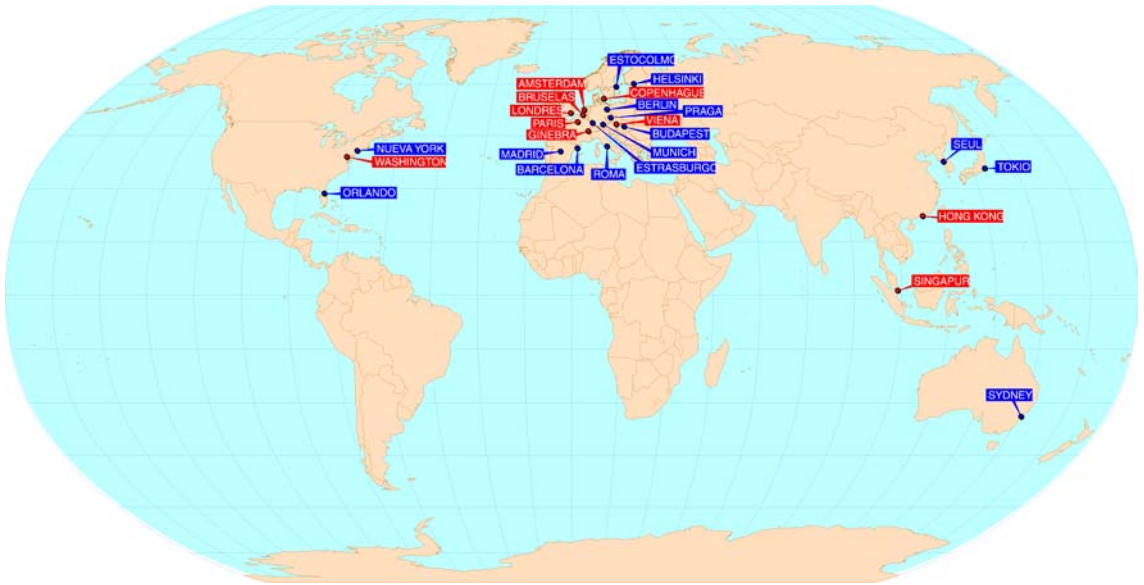 ESTOCOLMO
HELSINKI
AMSTERDAM
COPENHAGUE
BRUSELAS
BERLIN
LONDRES
PRAGA
PARIS
VIENA
GINEBRA
BUDAPEST
NUEVA YORK
MADRID
MUNICH
WASHINGTON
BARCELONA
ROMA
ESTRASBURGO
SEUL
TOKIO
ORLANDO
HONG KONG
SINGAPUR
SYDNEY